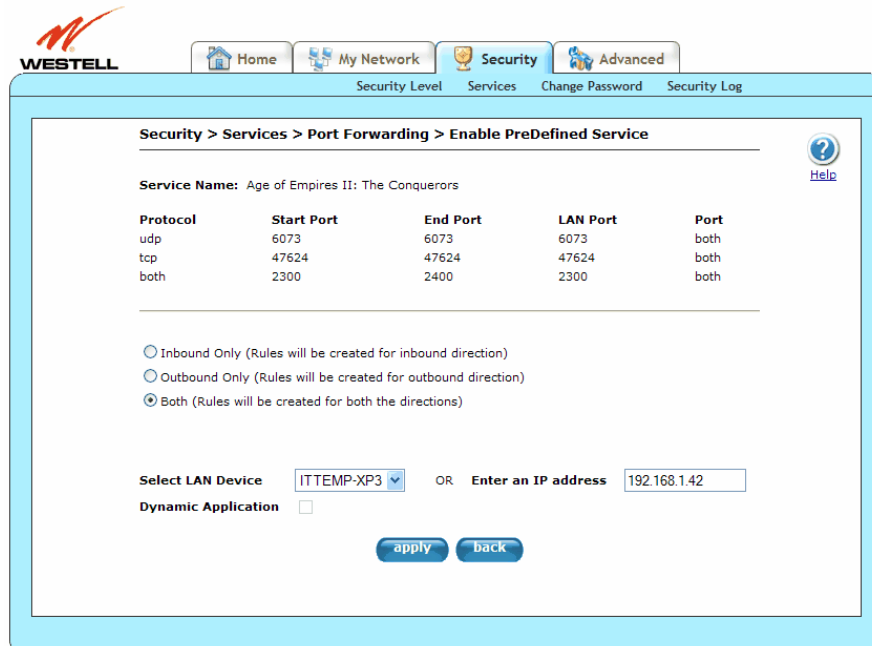 WESTELL
Home My Network Security Advanced
Security Level Services Change Password Security Log
Security > Services > Port Forwarding > Enable PreDefined Service
?
Help
Service Name: Age of Empires II: The Conquerors
Protocol Start Port End Port LAN Port Port
udp 6073 6073 6073 both
tcp 47624 47624 47624 both
both 2300 2400 2300 both
Inbound Only (Rules will be created for inbound direction)
Outbound Only (Rules will be created for outbound direction)
Both (Rules will be created for both the directions)
Select LAN Device ITTEMP-XP3 OR Enter an IP address 192.168.1.42
Dynamic Application
apply back